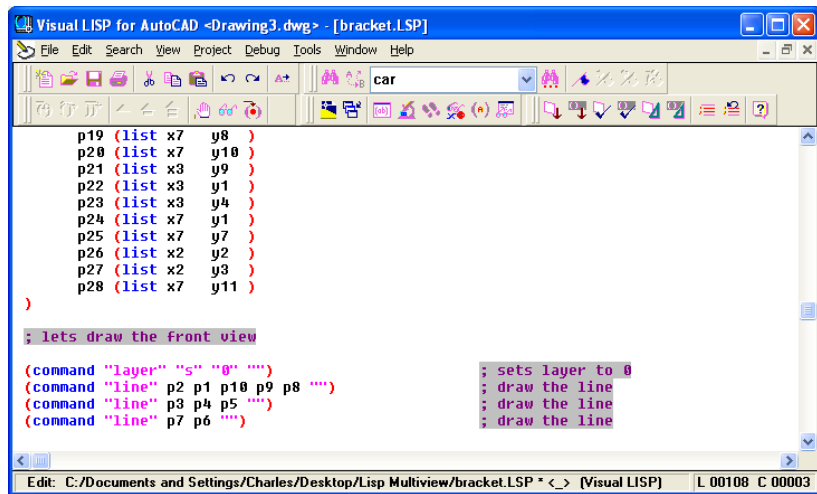 Visual LISP for AutoCAD <Drawing3.dwg> - [bracket.LSP]
File Edit Search View Project Debug Tools Window Help
car
p19 (list x7 y8 )
p20 (list x7 y10 )
p21 (list x3 y9 )
p22 (list x3 y1 )
p23 (list x3 y4 )
p24 (list x7 y1 )
p25 (list x7 y7 )
p26 (list x2 y2 )
p27 (list x2 y3 )
p28 (list x7 y11 )
)
; lets draw the front view
(command "layer" "s" "0" "") ; sets layer to 0
(command "line" p2 p1 p10 p9 p8 "") ; draw the line
(command "line" p3 p4 p5 "") ; draw the line
(command "line" p7 p6 "") ; draw the line
Edit: C:/Documents and Settings/Charles/Desktop/Lisp Multiview/bracket.LSP * <_> (Visual LISP) L 00108 C 00003